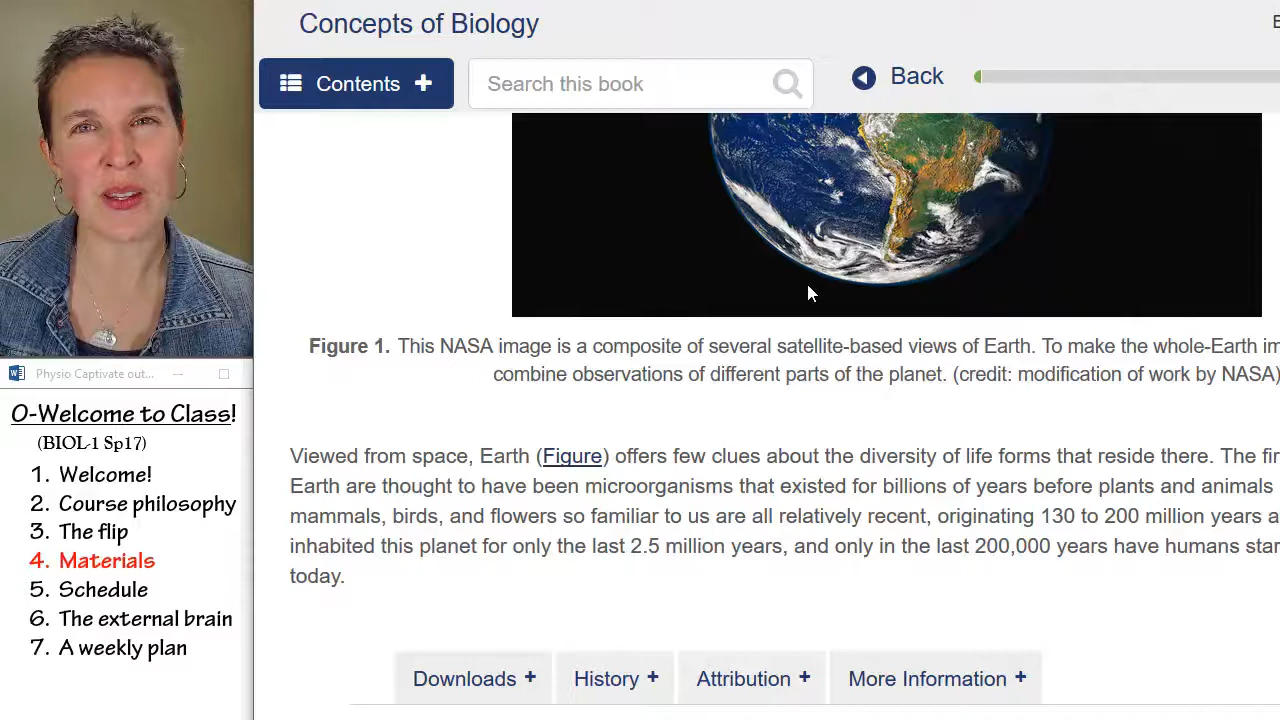 Concepts of Biology
Contents +
Search this book
Back
Figure 1. This NASA image is a composite of several satellite-based views of Earth. To make the whole-Earth
combine observations of different parts of the planet. (credit: modification of work by NASA)
Viewed from space, Earth (Figure) offers few clues about the diversity of life forms that reside there. The
Earth are thought to have been microorganisms that existed for billions of years before plants and animals
mammals, birds, and flowers so familiar to us are all relatively recent, originating 130 to 200 million years
inhabited this planet for only the last 2.5 million years, and only in the last 200,000 years have humans
today.
Downloads +
History +
Attribution +
More Information +
Physio Captivate out...
O-Welcome to Class!
(BIOL-1 Sp17)
1. Welcome!
2. Course philosophy
3. The flip
4. Materials
5. Schedule
6. The external brain
7. A weekly plan